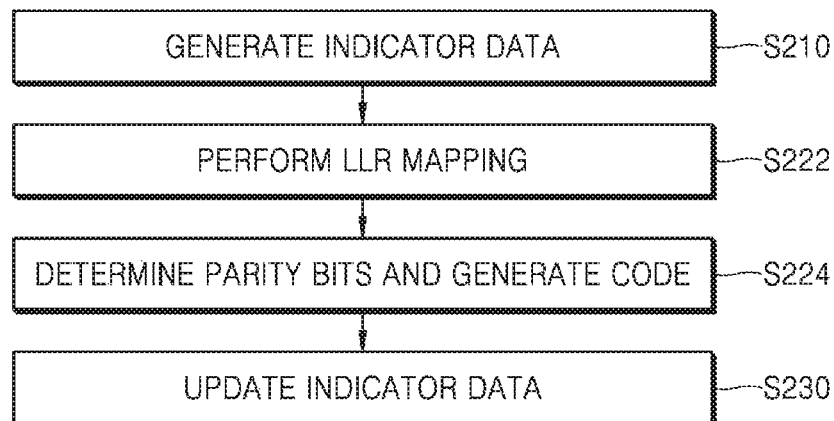 GENERATE INDICATOR DATA S210
PERFORM LLR MAPPING S222
DETERMINE PARITY BITS AND GENERATE CODE S224
UPDATE INDICATOR DATA S230